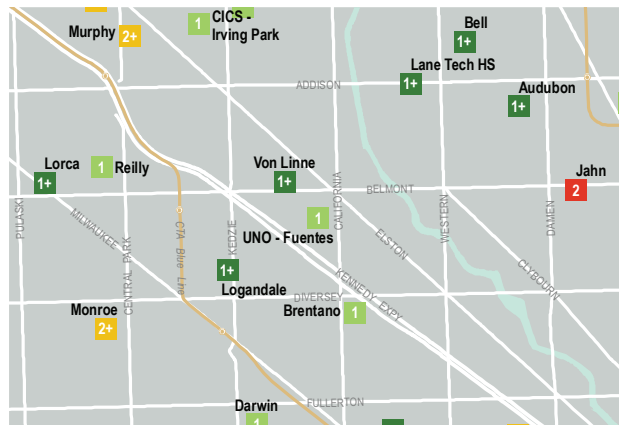 CICS -
Irving Park
1
Murphy
2+
Bell
1+
Lane Tech HS
1+
ADDISON
Audubon
1+
Lorca
1+
1
Reilly
Von Linne
1+
BELMONT
Jahn
2
PULASKI
MILWAUKEE
CENTRAL PARK
CTA Blue Line
KEDZIE
1
UNO - Fuentes
CALIFORNIA
ELSTON
WESTERN
CLYBOURN
DAMEN
1+
Logandale
DIVERSEY
KENNEDY EXPY
Brentano
1
Monroe
2+
FULLERTON
Darwin
1